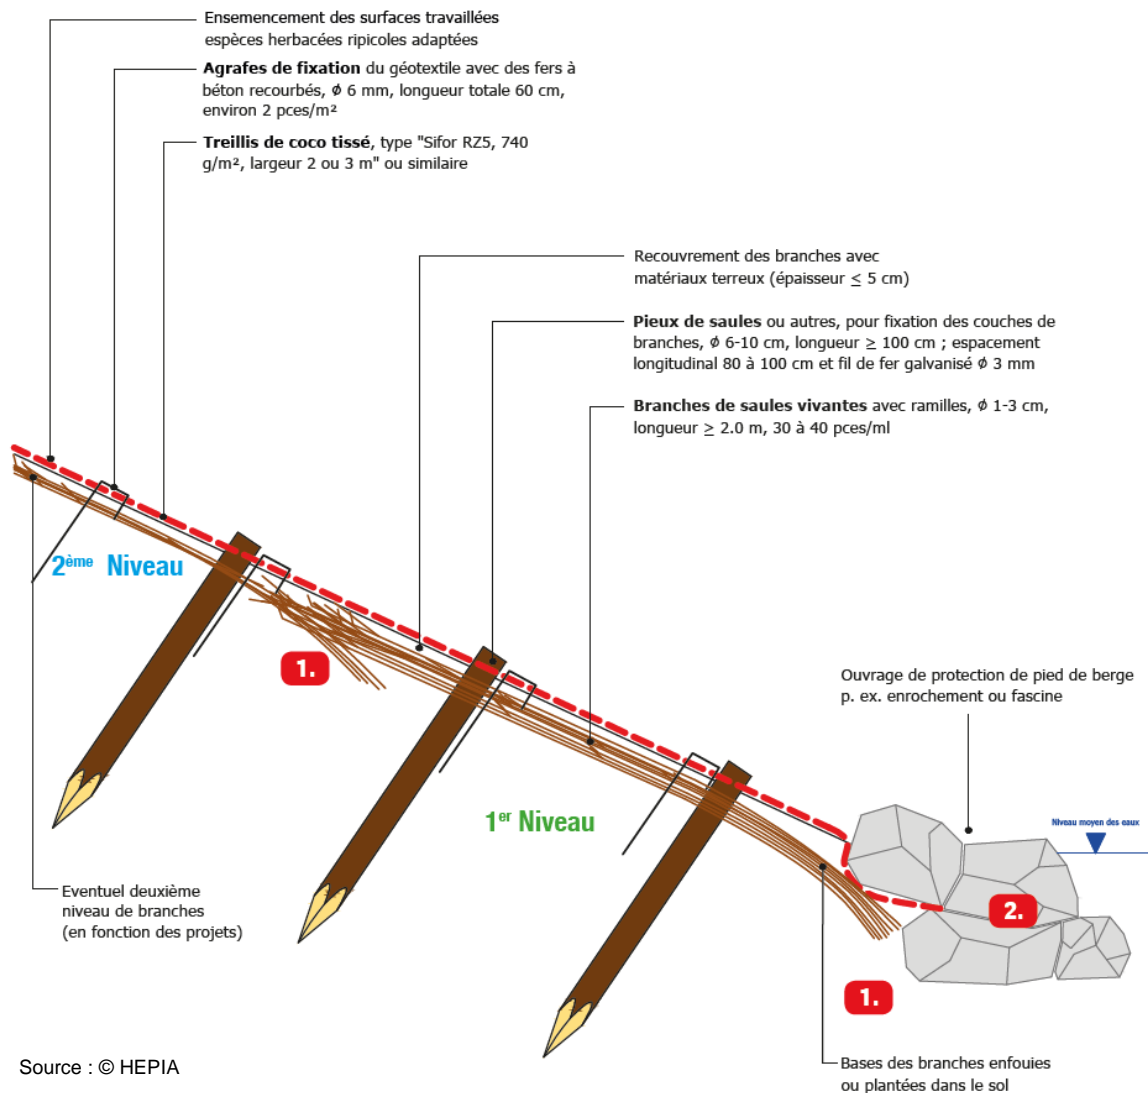 Ensemencement des surfaces travaillées
espèces herbacées ripicoles adaptées
Agrafes de fixation du géotextile avec des fers à
béton recourbés, ϕ 6 mm, longueur totale 60 cm,
environ 2 pces/m²
Treillis de coco tissé, type "Sifor RZ5, 740
g/m², largeur 2 ou 3 m" ou similaire
Recouvrement des branches avec
matériaux terreux (épaisseur ≤ 5 cm)
Pieux de saules ou autres, pour fixation des couches de
branches, ϕ 6-10 cm, longueur ≥ 100 cm ; espacement
longitudinal 80 à 100 cm et fil de fer galvanisé ϕ 3 mm
Branches de saules vivantes avec ramilles, ϕ 1-3 cm,
longueur ≥ 2.0 m, 30 à 40 pces/ml
2ème Niveau
1.
Ouvrage de protection de pied de berge
p. ex. enrochement ou fascine
1er Niveau
Niveau moyen des eaux
2.
Eventuel deuxième
niveau de branches
(en fonction des projets)
1.
Bases des branches enfouies
ou plantées dans le sol
Source : © HEPIA